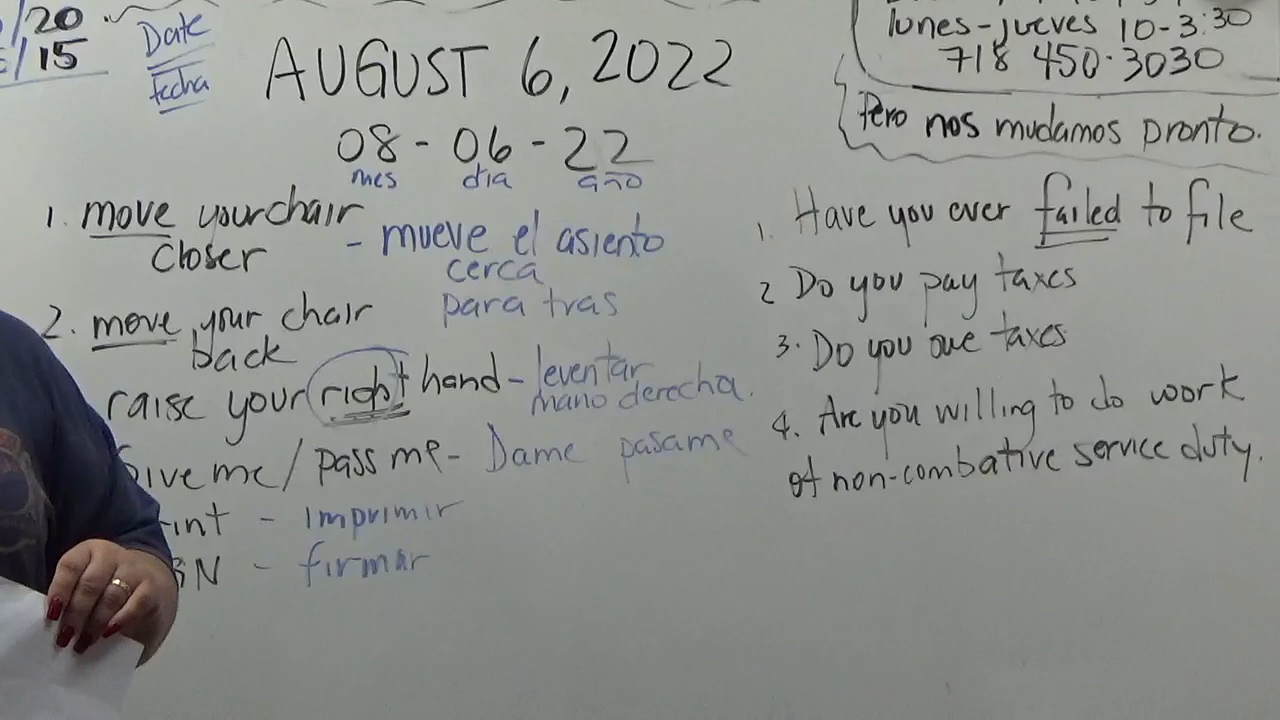 20
15
Date
Fecha
AUGUST 6, 2022
08 - 06 - 22
mes dia año
lunes-jueves 10-3:30
718 450-3030
Pero nos mudamos pronto.
1. move your chair closer
- mueve el asiento cerca
2. move your chair back
para tras
raise your right hand - leventar mano derecha.
Give me / pass me - Dame pasame
int - imprimir
GN - firmar
1. Have you ever failed to file
2 Do you pay taxes
3. Do you owe taxes
4. Are you willing to do work
of non-combative service duty.